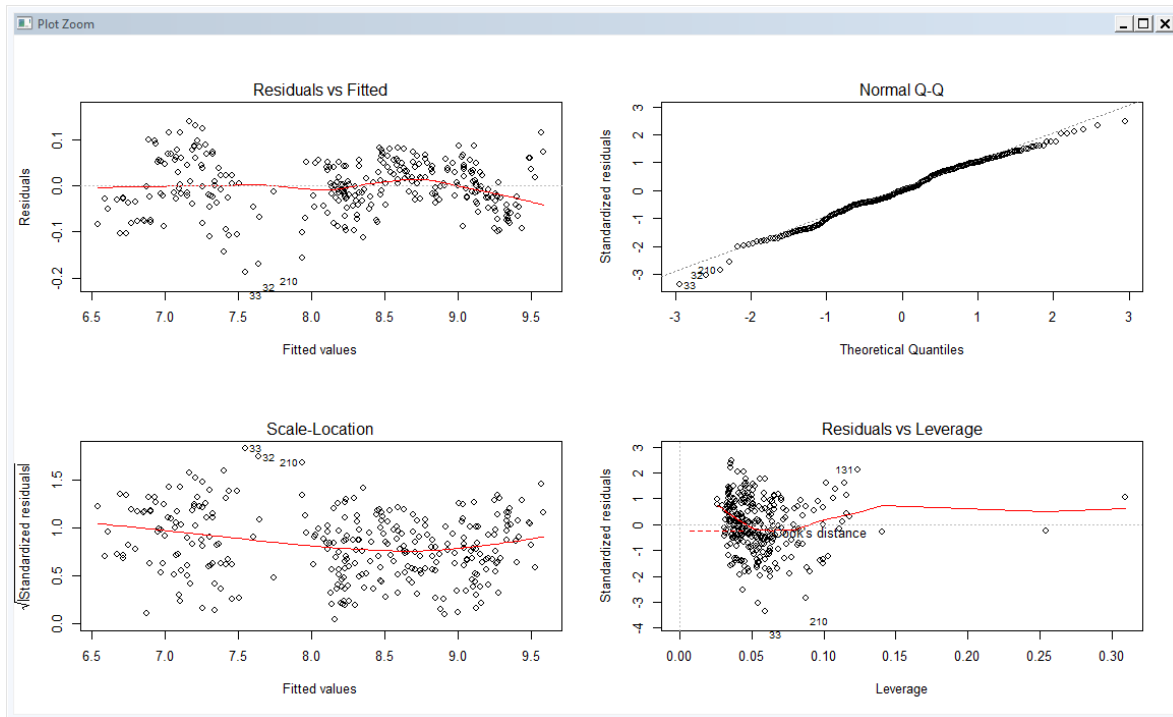 Plot Zoom
Residuals vs Fitted
Residuals
0.1
0.0
-0.1
-0.2
210
32
33
6.5 7.0 7.5 8.0 8.5 9.0 9.5
Fitted values
Normal Q-Q
Standardized residuals
3
2
1
0
-1
-2
-3
210
32
33
-3 -2 -1 0 1 2 3
Theoretical Quantiles
Scale-Location
√|Standardized residuals|
1.5
1.0
0.5
0.0
33
32
210
6.5 7.0 7.5 8.0 8.5 9.0 9.5
Fitted values
Residuals vs Leverage
Standardized residuals
3
2
1
0
-1
-2
-3
-4
131
Cook's distance
210
33
0.00 0.05 0.10 0.15 0.20 0.25 0.30
Leverage